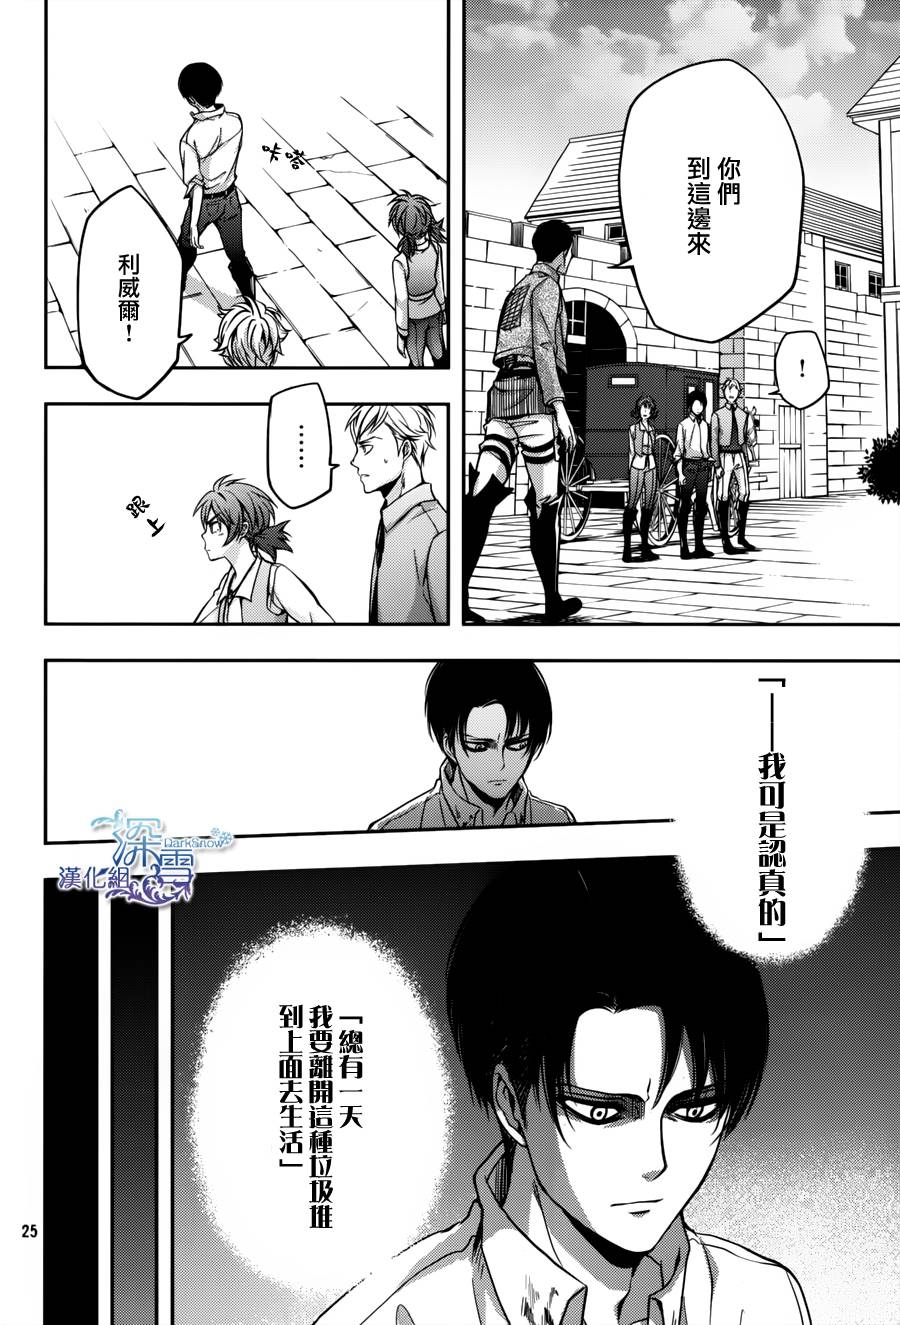 你們
到這邊來
！
咔嗒
利威爾！
……
跟上
「——我可是認真的」
「總有一天
我要離開這種垃圾堆
到上面去生活」
深雪
DarkSnow
漢化組
25